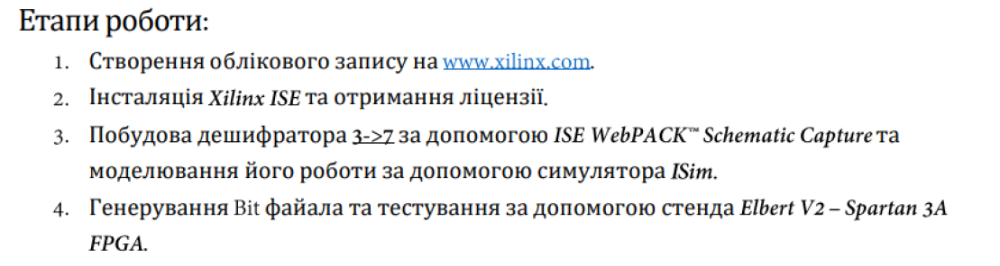 Етапи роботи:
1. Створення облікового запису на www.xilinx.com.
2. Інсталяція Xilinx ISE та отримання ліцензії.
3. Побудова дешифратора 3->7 за допомогою ISE WebPACK™ Schematic Capture та
моделювання його роботи за допомогою симулятора ISim.
4. Генерування Bit файала та тестування за допомогою стенда Elbert V2 – Spartan 3A
FPGA.